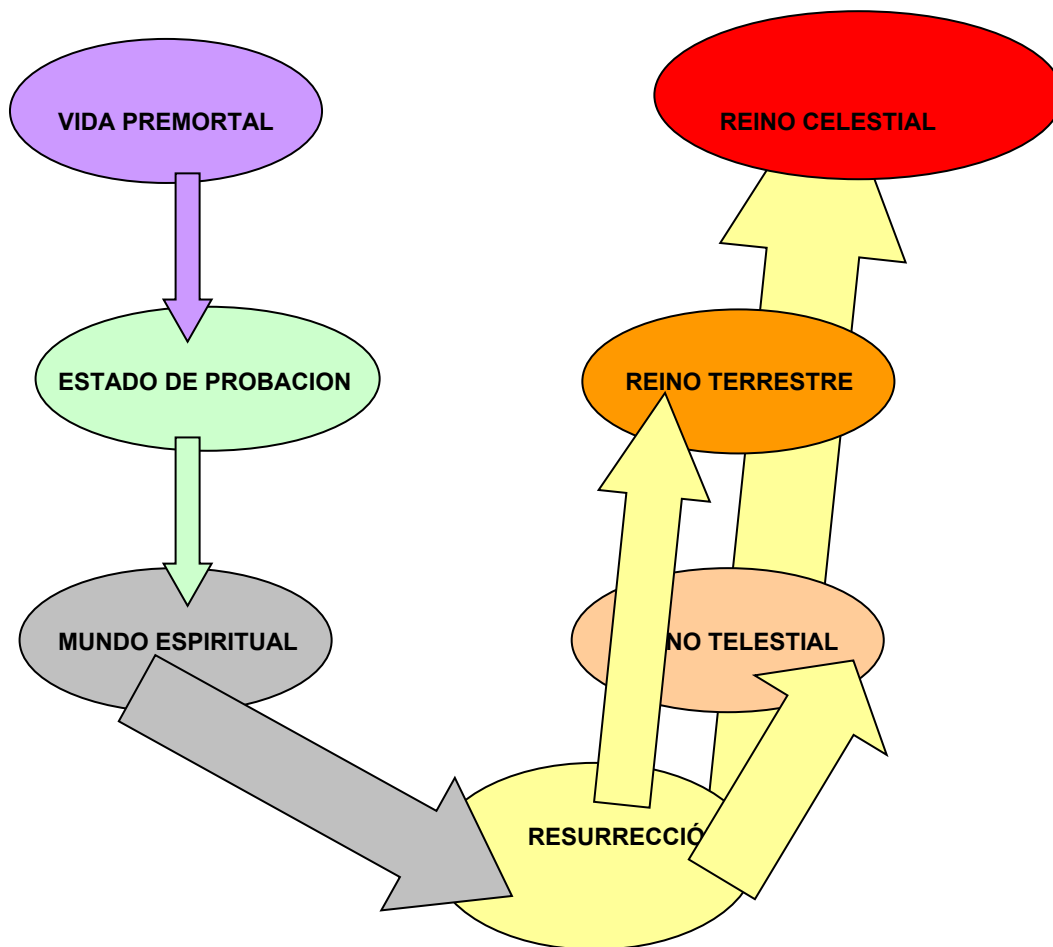 VIDA PREMORTAL
REINO CELESTIAL
ESTADO DE PROBACION
REINO TERRESTRE
MUNDO ESPIRITUAL
NO TELESTIAL
RESURRECCIÓ